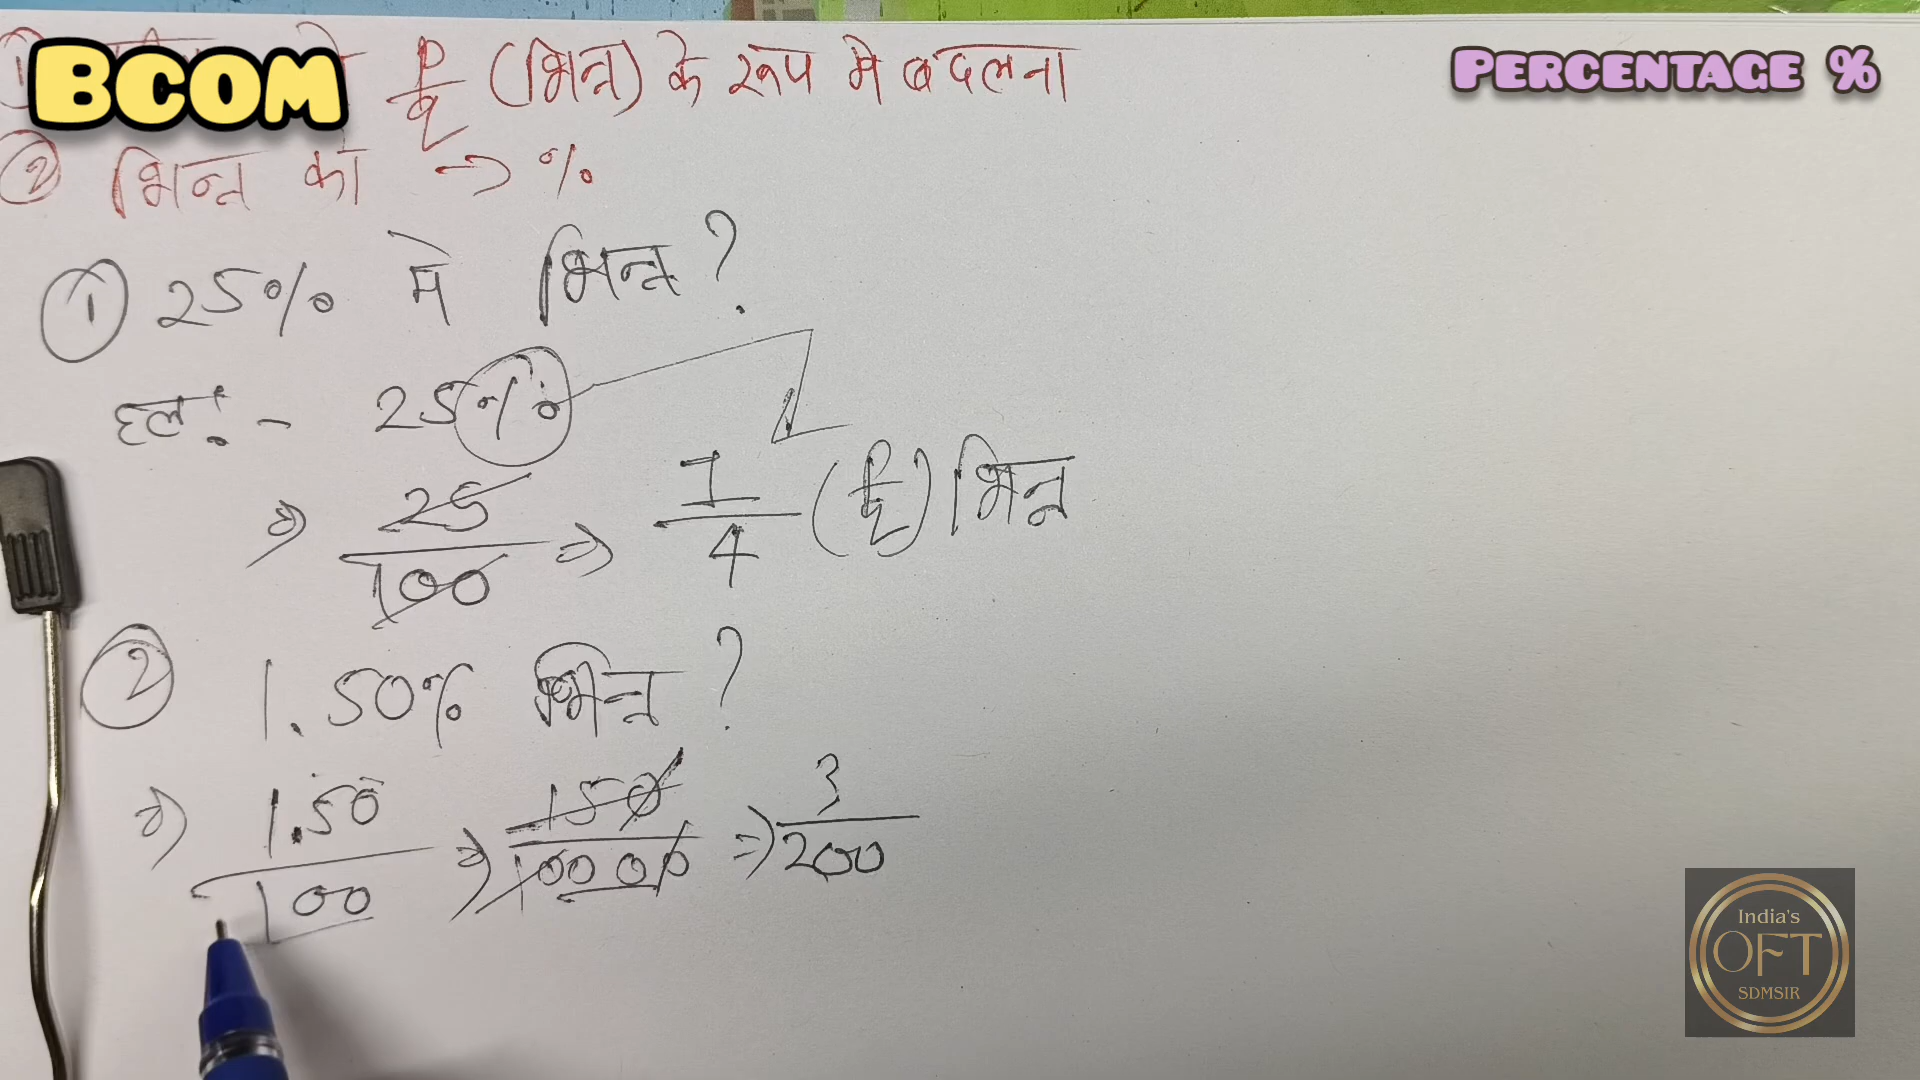 BCOM
PERCENTAGE %
① p/q (भिन्न) के रूप मे बदलना
② भिन्न को → %
① 25% मे भिन्न ?
हल :- 25%
⇒ 25/100 ⇒ 1/4 (p/q) भिन्न
② 1.50% भिन्न ?
⇒ 1.50/100 ⇒ 150/10000 ⇒ 3/200
India's
OFT
SDMSIR